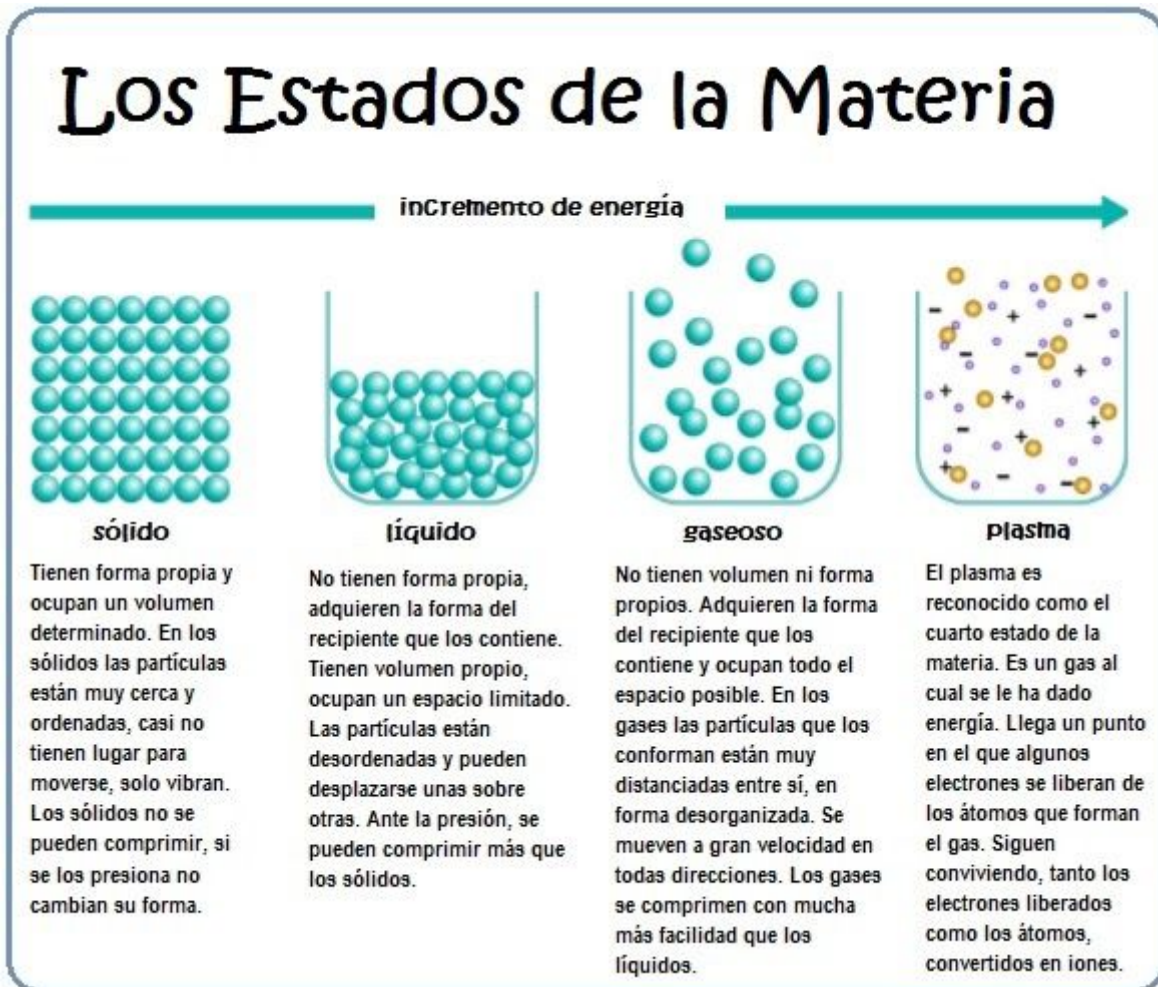 Los Estados de la Materia
incremento de energía
sólido
Tienen forma propia y
ocupan un volumen
determinado. En los
sólidos las partículas
están muy cerca y
ordenadas, casi no
tienen lugar para
moverse, solo vibran.
Los sólidos no se
pueden comprimir, si
se los presiona no
cambian su forma.
líquido
No tienen forma propia,
adquieren la forma del
recipiente que los contiene.
Tienen volumen propio,
ocupan un espacio limitado.
Las partículas están
desordenadas y pueden
desplazarse unas sobre
otras. Ante la presión, se
pueden comprimir más que
los sólidos.
gaseoso
No tienen volumen ni forma
propios. Adquieren la forma
del recipiente que los
contiene y ocupan todo el
espacio posible. En los
gases las partículas que los
conforman están muy
distanciadas entre sí, en
forma desorganizada. Se
mueven a gran velocidad en
todas direcciones. Los gases
se comprimen con mucha
más facilidad que los
líquidos.
plasma
El plasma es
reconocido como el
cuarto estado de la
materia. Es un gas al
cual se le ha dado
energía. Llega un punto
en el que algunos
electrones se liberan de
los átomos que forman
el gas. Siguen
conviviendo, tanto los
electrones liberados
como los átomos,
convertidos en iones.